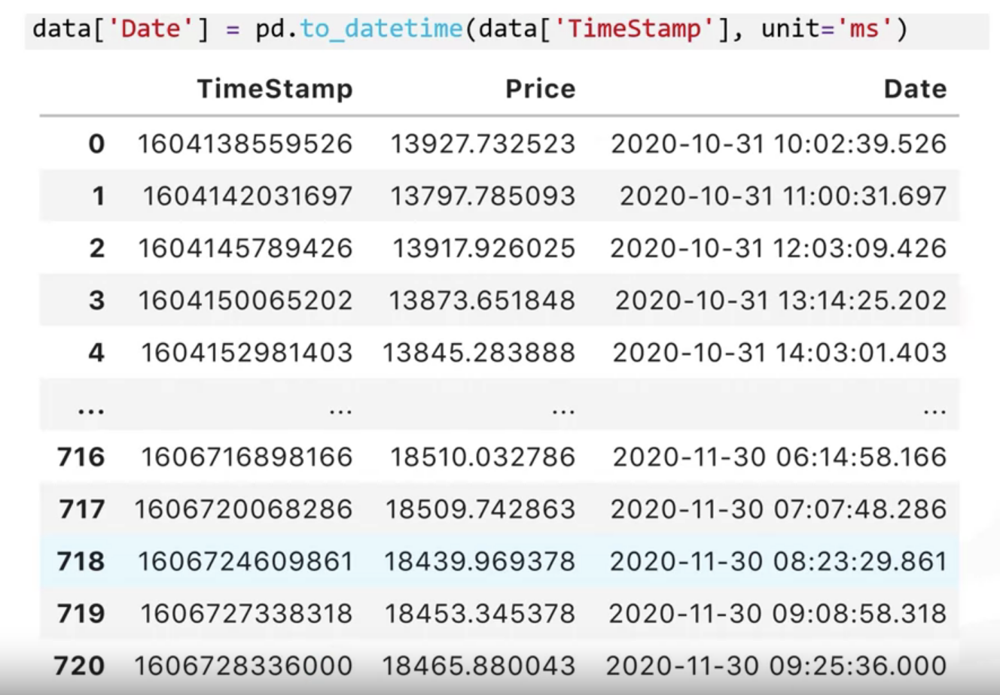 data['Date'] = pd.to_datetime(data['TimeStamp'], unit='ms')
TimeStamp Price Date
0 1604138559526 13927.732523 2020-10-31 10:02:39.526
1 1604142031697 13797.785093 2020-10-31 11:00:31.697
2 1604145789426 13917.926025 2020-10-31 12:03:09.426
3 1604150065202 13873.651848 2020-10-31 13:14:25.202
4 1604152981403 13845.283888 2020-10-31 14:03:01.403
... ... ... ...
716 1606716898166 18510.032786 2020-11-30 06:14:58.166
717 1606720068286 18509.742863 2020-11-30 07:07:48.286
718 1606724609861 18439.969378 2020-11-30 08:23:29.861
719 1606727338318 18453.345378 2020-11-30 09:08:58.318
720 1606728336000 18465.880043 2020-11-30 09:25:36.000